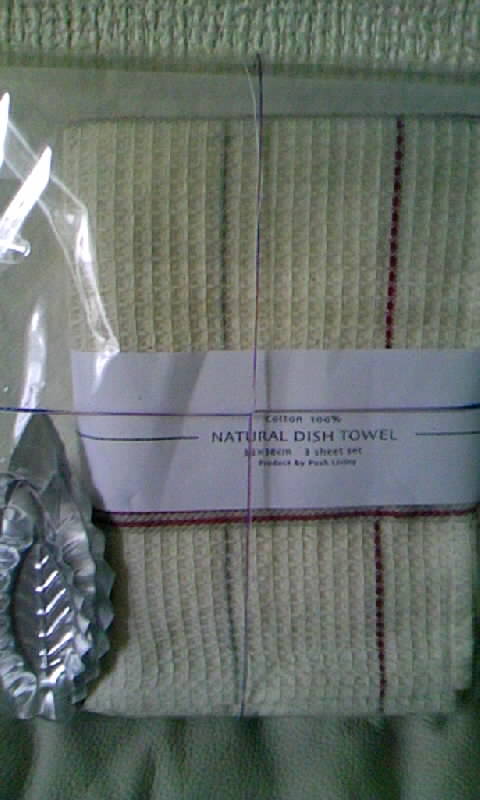 Cotton 100%
NATURAL DISH TOWEL
3 sheet set
Product by Posh Living